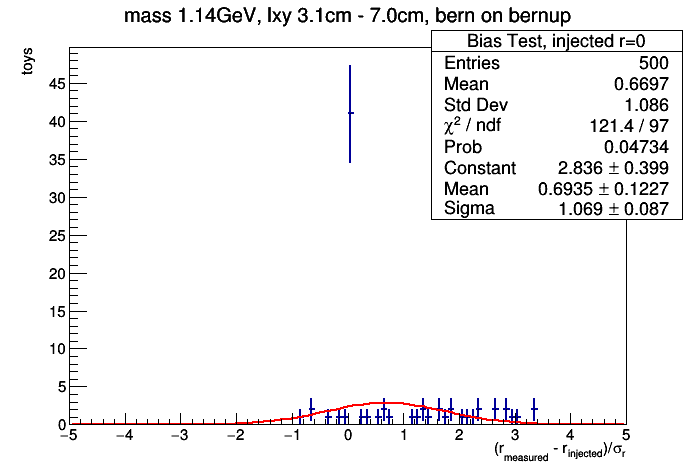 mass 1.14GeV, lxy 3.1cm - 7.0cm, bern on bernup
Bias Test, injected r=0
Entries 500
Mean 0.6697
Std Dev 1.086
χ² / ndf 121.4 / 97
Prob 0.04734
Constant 2.836 ± 0.399
Mean 0.6935 ± 0.1227
Sigma 1.069 ± 0.087
toys
45
40
35
30
25
20
15
10
5
0
−5 −4 −3 −2 −1 0 1 2 3 4 5
(r_measured - r_injected)/σ_r